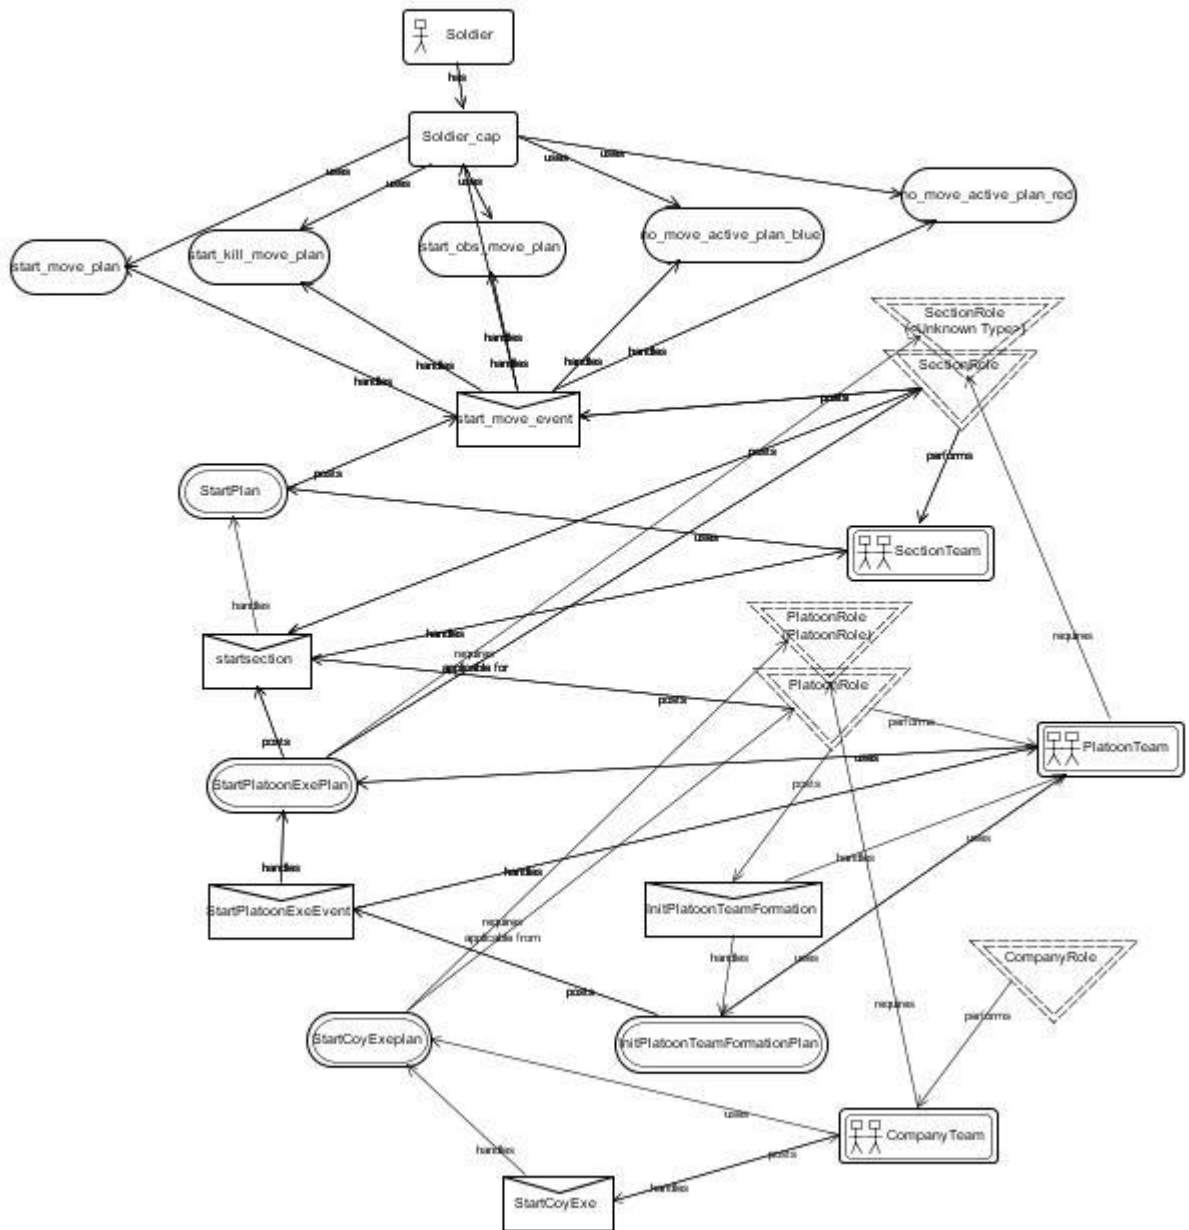 Soldier
has
Soldier_cap
uses
uses
uses
uses
uses
no_move_active_plan_red
start_move_plan
start_kill_move_plan
start_obs_move_plan
no_move_active_plan_blue
SectionRole
(<Unknown Type>)
handles
handles
handles
handles
handles
SectionRole
start_move_event
posts
posts
posts
performs
StartPlan
uses
SectionTeam
handles
handles
PlatoonRole
(PlatoonRole)
requires
startsection
requires
applicable for
PlatoonRole
posts
performs
posts
uses
PlatoonTeam
StartPlatoonExePlan
posts
uses
handles
handles
handles
StartPlatoonExeEvent
InitPlatoonTeamFormation
requires
applicable from
handles
uses
CompanyRole
posts
requires
performs
StartCoyExeplan
InitPlatoonTeamFormationPlan
uses
CompanyTeam
handles
posts
handles
StartCoyExe